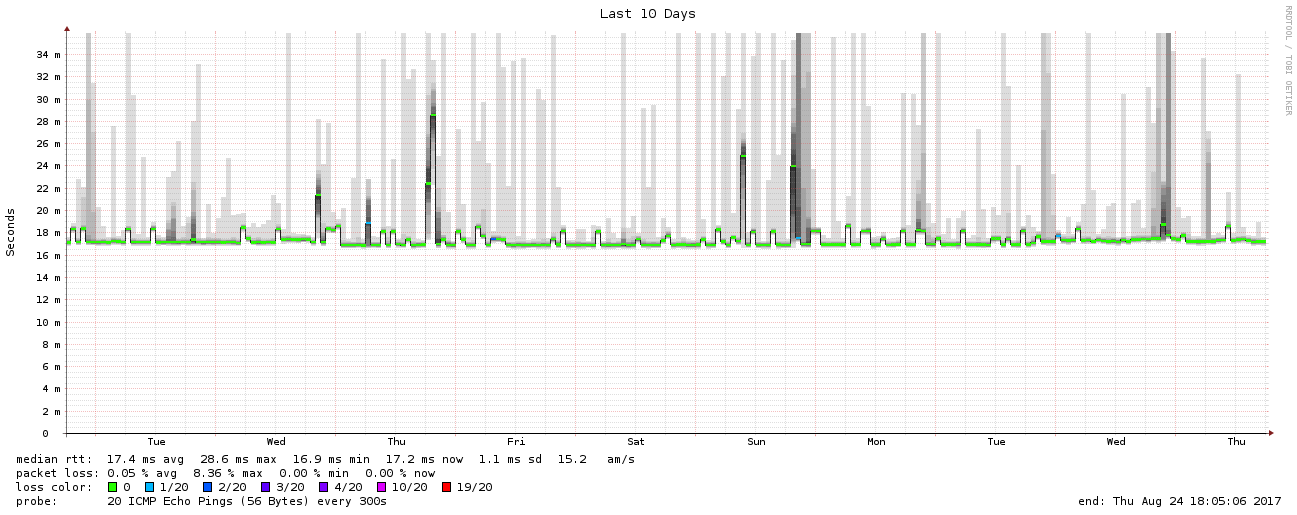 Last 10 Days
RRDTOOL / TOBI OETIKER
Seconds
34 m
32 m
30 m
28 m
26 m
24 m
22 m
20 m
18 m
16 m
14 m
12 m
10 m
8 m
6 m
4 m
2 m
0
Tue Wed Thu Fri Sat Sun Mon Tue Wed Thu
median rtt: 17.4 ms avg 28.6 ms max 16.9 ms min 17.2 ms now 1.1 ms sd 15.2 am/s
packet loss: 0.05 % avg 8.36 % max 0.00 % min 0.00 % now
loss color: 0 1/20 2/20 3/20 4/20 10/20 19/20
probe: 20 ICMP Echo Pings (56 Bytes) every 300s
end: Thu Aug 24 18:05:06 2017